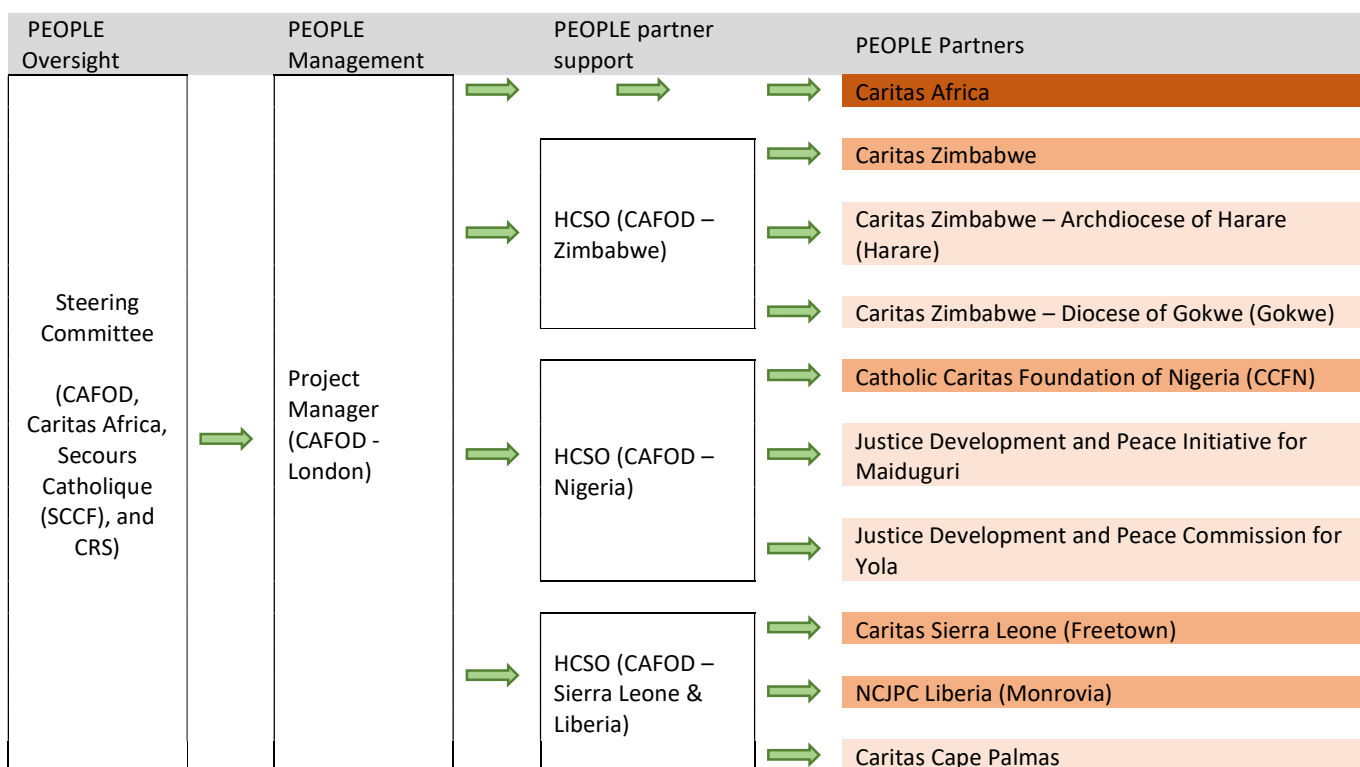 PEOPLE
Oversight
PEOPLE
Management
PEOPLE partner
support
PEOPLE Partners
Steering
Committee
(CAFOD,
Caritas Africa,
Secours
Catholique
(SCCF), and
CRS)
Project
Manager
(CAFOD -
London)
Caritas Africa
HCSO (CAFOD –
Zimbabwe)
Caritas Zimbabwe
Caritas Zimbabwe – Archdiocese of Harare
(Harare)
Caritas Zimbabwe – Diocese of Gokwe (Gokwe)
HCSO (CAFOD –
Nigeria)
Catholic Caritas Foundation of Nigeria (CCFN)
Justice Development and Peace Initiative for
Maiduguri
Justice Development and Peace Commission for
Yola
HCSO (CAFOD –
Sierra Leone &
Liberia)
Caritas Sierra Leone (Freetown)
NCJPC Liberia (Monrovia)
Caritas Cape Palmas